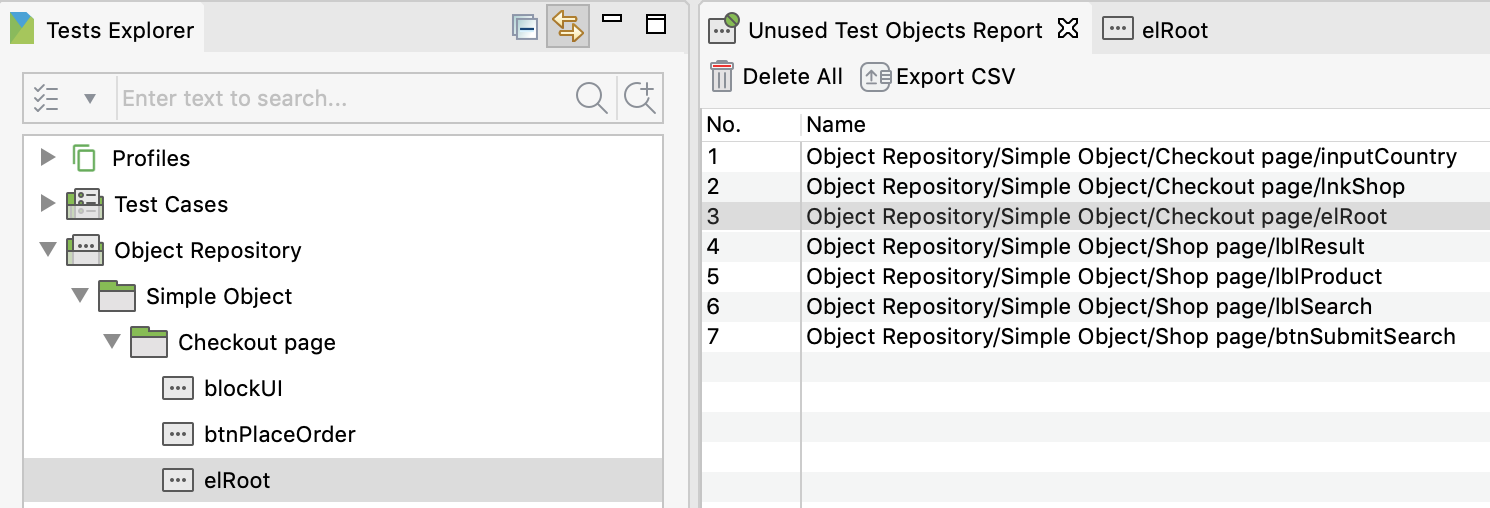 Tests Explorer
Enter text to search...
Profiles
Test Cases
Object Repository
Simple Object
Checkout page
blockUI
btnPlaceOrder
elRoot
Unused Test Objects Report
elRoot
Delete All
Export CSV
No. Name
1 Object Repository/Simple Object/Checkout page/inputCountry
2 Object Repository/Simple Object/Checkout page/lnkShop
3 Object Repository/Simple Object/Checkout page/elRoot
4 Object Repository/Simple Object/Shop page/lblResult
5 Object Repository/Simple Object/Shop page/lblProduct
6 Object Repository/Simple Object/Shop page/lblSearch
7 Object Repository/Simple Object/Shop page/btnSubmitSearch